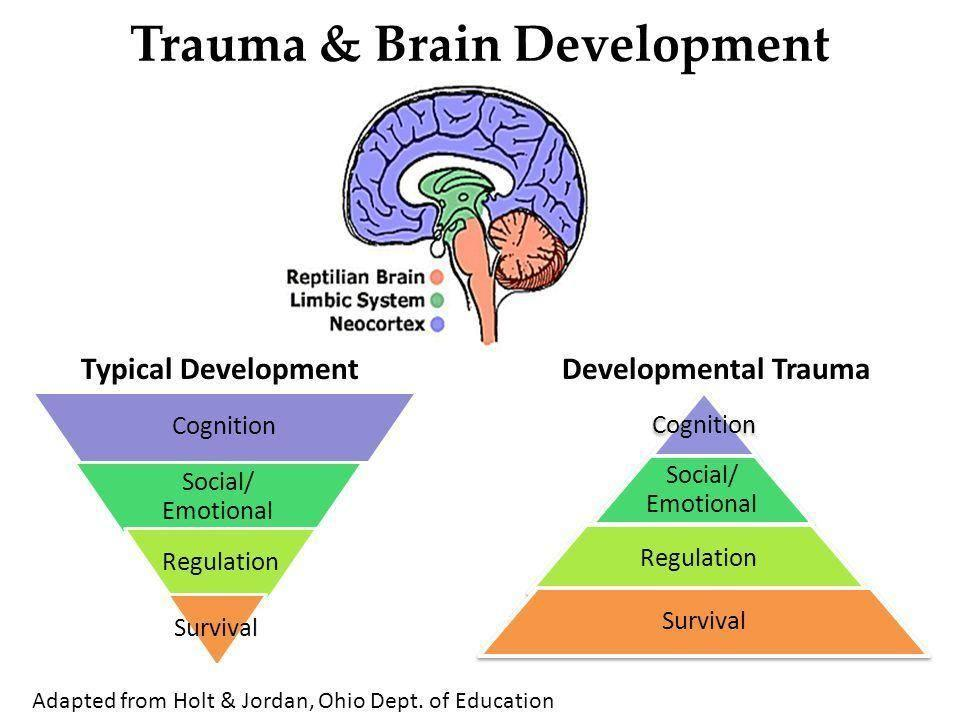 Trauma & Brain Development
Reptilian Brain
Limbic System
Neocortex
Typical Development
Cognition
Social/
Emotional
Regulation
Survival
Developmental Trauma
Cognition
Social/
Emotional
Regulation
Survival
Adapted from Holt & Jordan, Ohio Dept. of Education